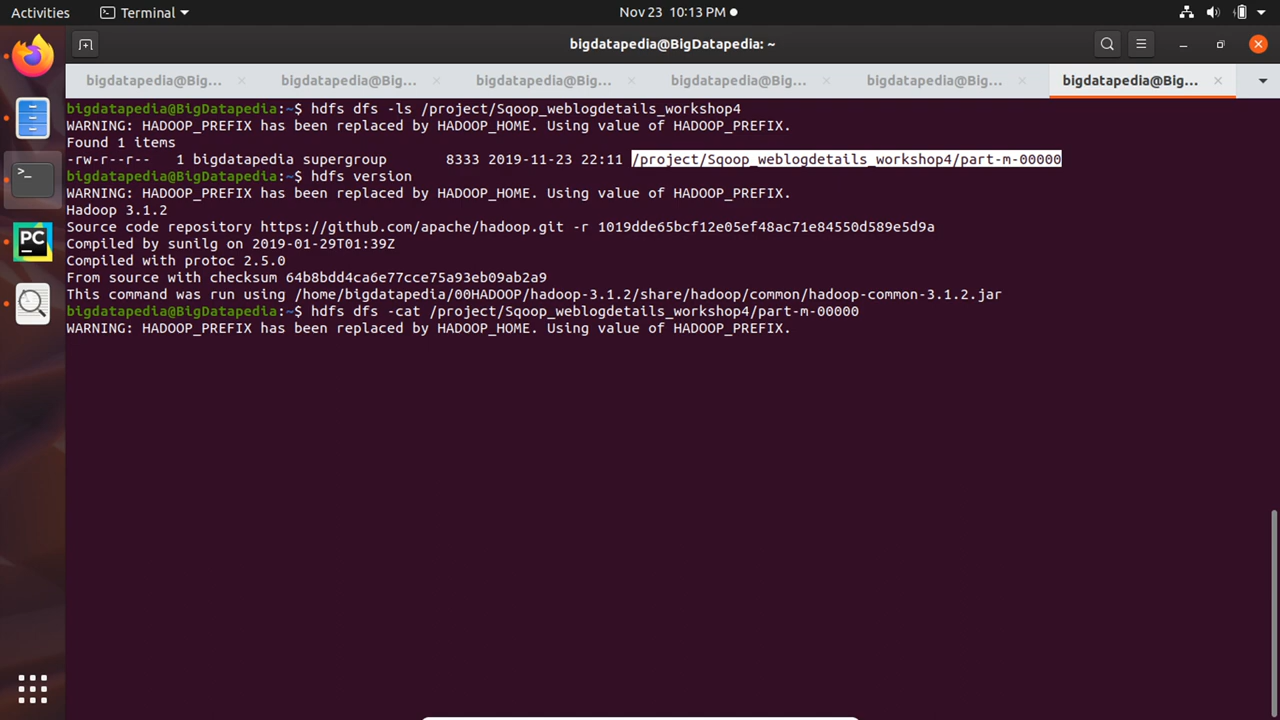 Activities
Terminal
Nov 23 10:13 PM
bigdatapedia@BigDatapedia: ~
bigdatapedia@Big...
bigdatapedia@Big...
bigdatapedia@Big...
bigdatapedia@Big...
bigdatapedia@Big...
bigdatapedia@Big...
bigdatapedia@BigDatapedia:~$ hdfs dfs -ls /project/Sqoop_weblogdetails_workshop4
WARNING: HADOOP_PREFIX has been replaced by HADOOP_HOME. Using value of HADOOP_PREFIX.
Found 1 items
-rw-r--r--   1 bigdatapedia supergroup       8333 2019-11-23 22:11 /project/Sqoop_weblogdetails_workshop4/part-m-00000
bigdatapedia@BigDatapedia:~$ hdfs version
WARNING: HADOOP_PREFIX has been replaced by HADOOP_HOME. Using value of HADOOP_PREFIX.
Hadoop 3.1.2
Source code repository https://github.com/apache/hadoop.git -r 1019dde65bcf12e05ef48ac71e84550d589e5d9a
Compiled by sunilg on 2019-01-29T01:39Z
Compiled with protoc 2.5.0
From source with checksum 64b8bdd4ca6e77cce75a93eb09ab2a9
This command was run using /home/bigdatapedia/00HADOOP/hadoop-3.1.2/share/hadoop/common/hadoop-common-3.1.2.jar
bigdatapedia@BigDatapedia:~$ hdfs dfs -cat /project/Sqoop_weblogdetails_workshop4/part-m-00000
WARNING: HADOOP_PREFIX has been replaced by HADOOP_HOME. Using value of HADOOP_PREFIX.
>_
PC